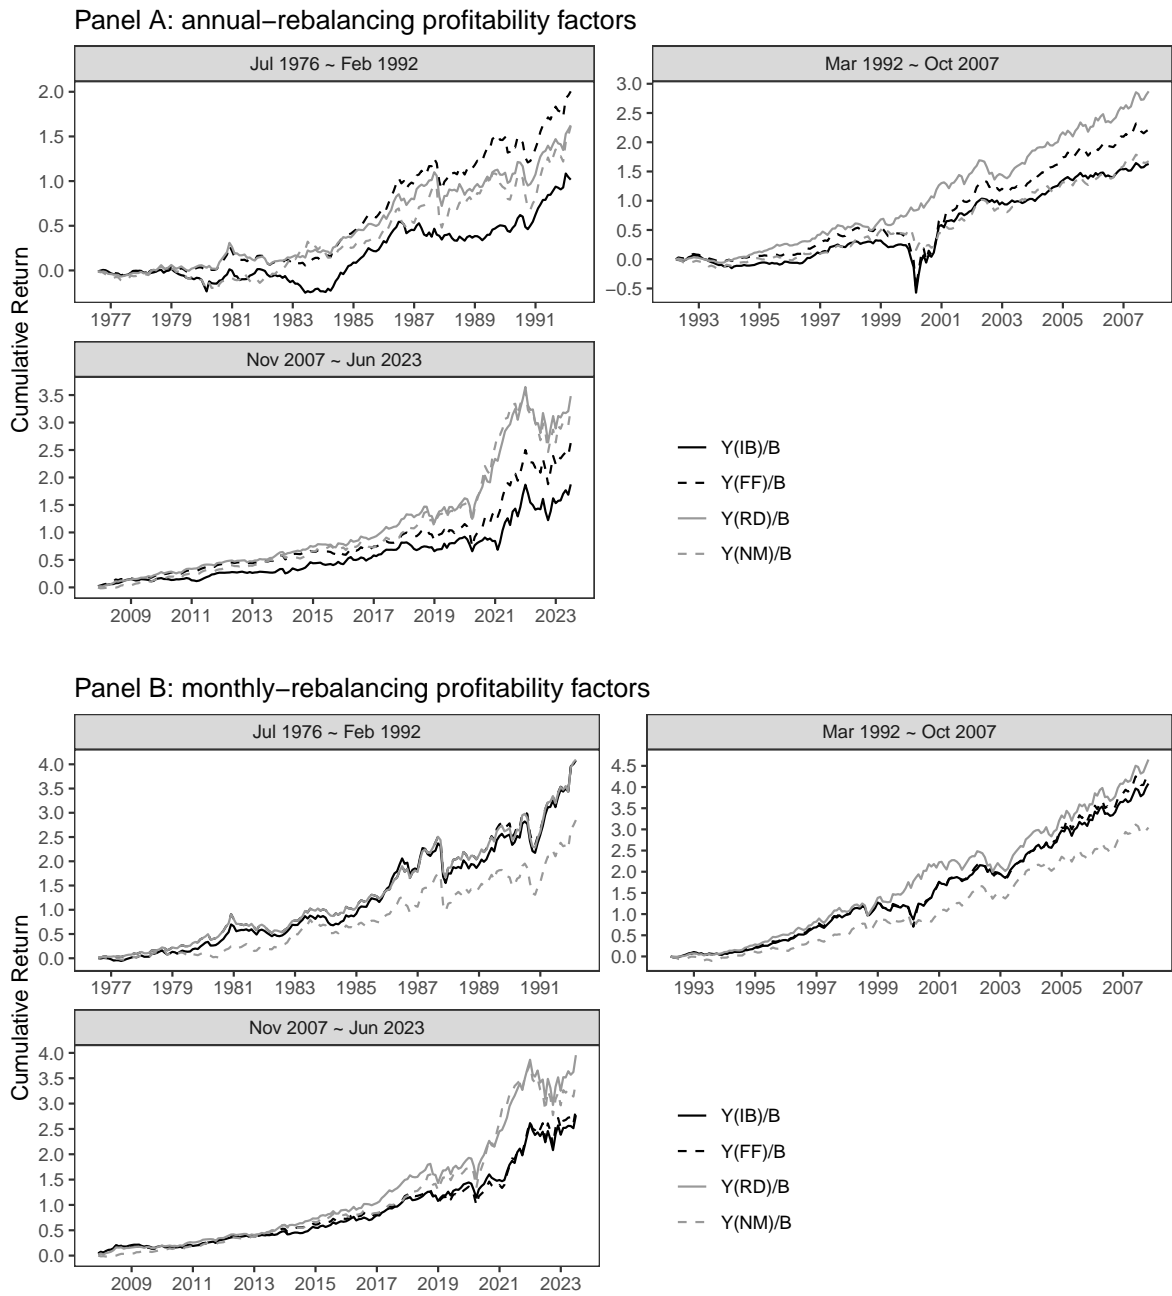 Panel A: annual−rebalancing profitability factors
Jul 1976 ~ Feb 1992
Mar 1992 ~ Oct 2007
2.0
1.5
1.0
0.5
0.0
3.0
2.5
2.0
1.5
1.0
0.5
0.0
−0.5
1977 1979 1981 1983 1985 1987 1989 1991
1993 1995 1997 1999 2001 2003 2005 2007
Cumulative Return
Nov 2007 ~ Jun 2023
3.5
3.0
2.5
2.0
1.5
1.0
0.5
0.0
2009 2011 2013 2015 2017 2019 2021 2023
Y(IB)/B
Y(FF)/B
Y(RD)/B
Y(NM)/B
Panel B: monthly−rebalancing profitability factors
Jul 1976 ~ Feb 1992
Mar 1992 ~ Oct 2007
4.0
3.5
3.0
2.5
2.0
1.5
1.0
0.5
0.0
4.5
4.0
3.5
3.0
2.5
2.0
1.5
1.0
0.5
0.0
1977 1979 1981 1983 1985 1987 1989 1991
1993 1995 1997 1999 2001 2003 2005 2007
Cumulative Return
Nov 2007 ~ Jun 2023
4.0
3.5
3.0
2.5
2.0
1.5
1.0
0.5
0.0
2009 2011 2013 2015 2017 2019 2021 2023
Y(IB)/B
Y(FF)/B
Y(RD)/B
Y(NM)/B